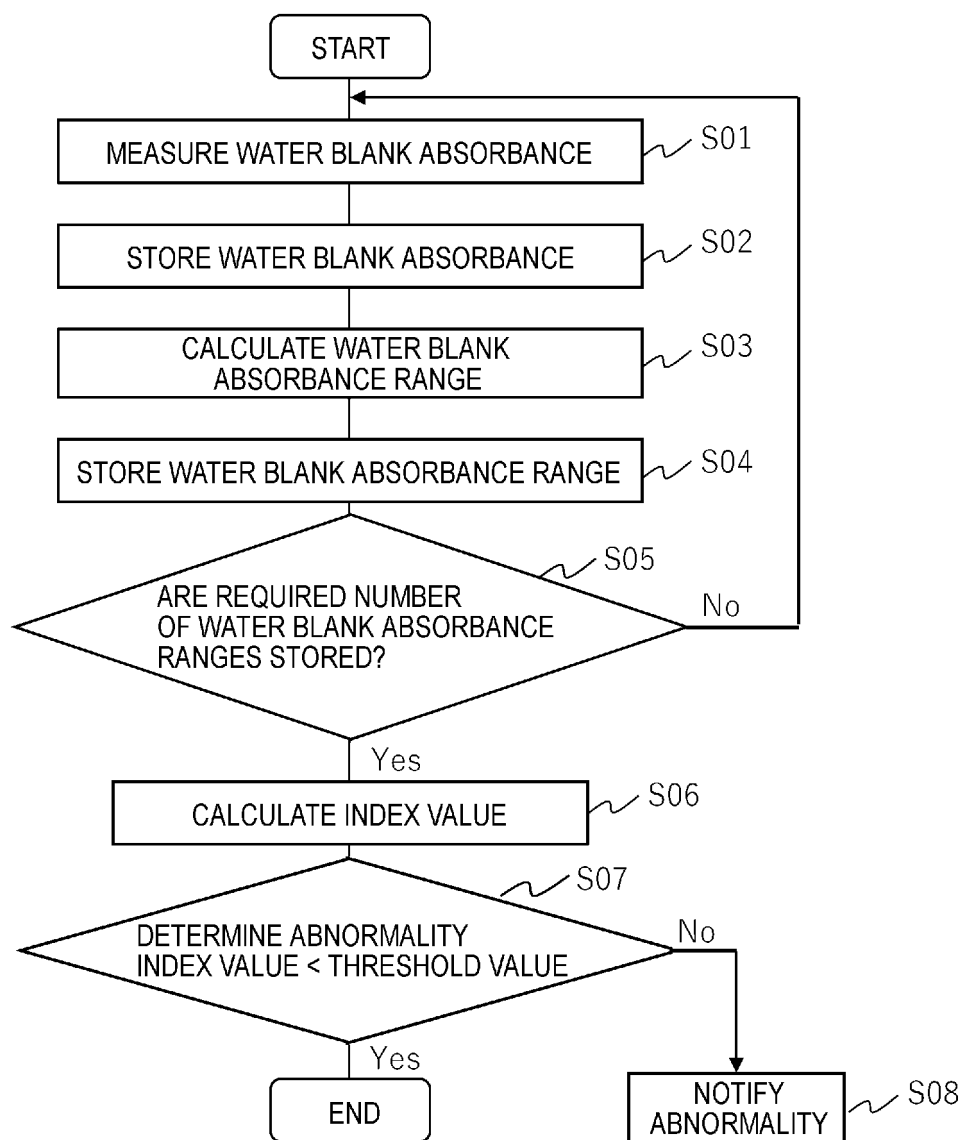 START
MEASURE WATER BLANK ABSORBANCE
S01
STORE WATER BLANK ABSORBANCE
S02
CALCULATE WATER BLANK
ABSORBANCE RANGE
S03
STORE WATER BLANK ABSORBANCE RANGE
S04
S05
ARE REQUIRED NUMBER
OF WATER BLANK ABSORBANCE
RANGES STORED?
No
Yes
CALCULATE INDEX VALUE
S06
S07
DETERMINE ABNORMALITY
INDEX VALUE < THRESHOLD VALUE
No
Yes
END
NOTIFY
ABNORMALITY
S08